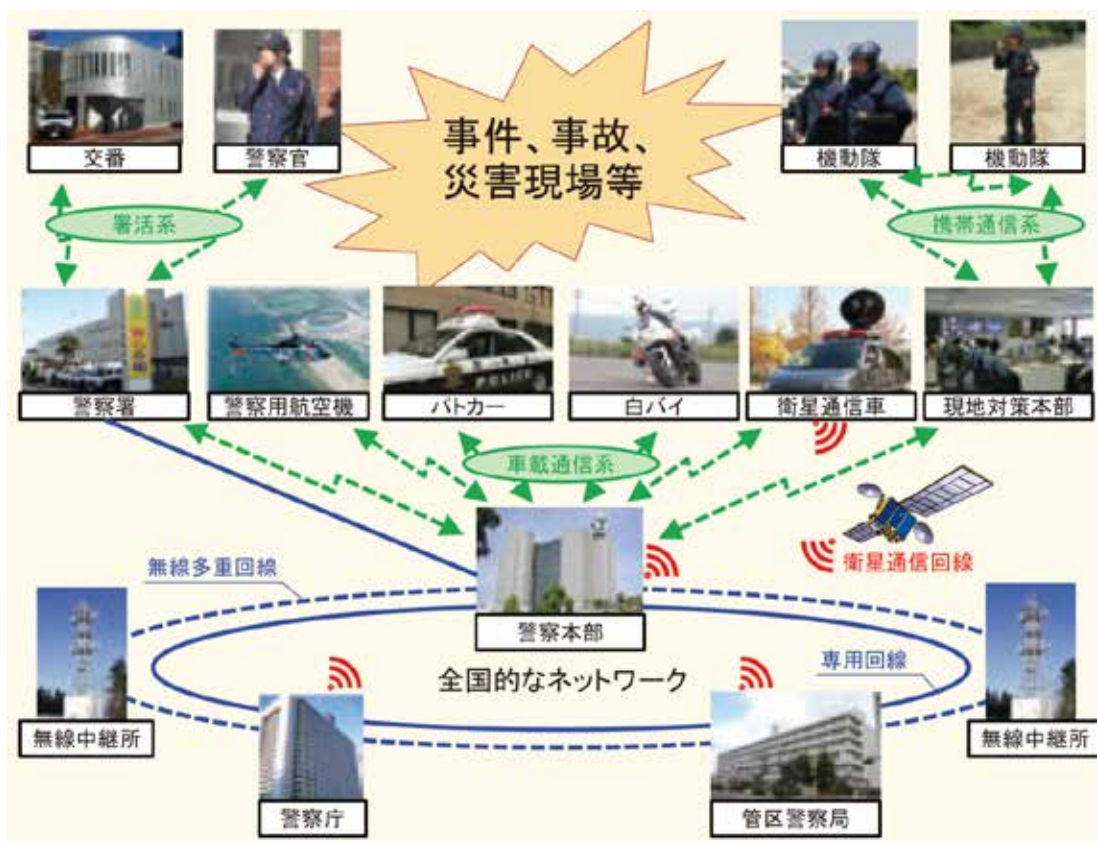 事件、事故、
災害現場等
交番
警察官
機動隊
機動隊
署活系
携帯通信系
警察署
警察用航空機
パトカー
白バイ
衛星通信車
現地対策本部
POLICE
車載通信系
衛星通信回線
無線多重回線
警察本部
専用回線
全国的なネットワーク
無線中継所
無線中継所
警察庁
管区警察局